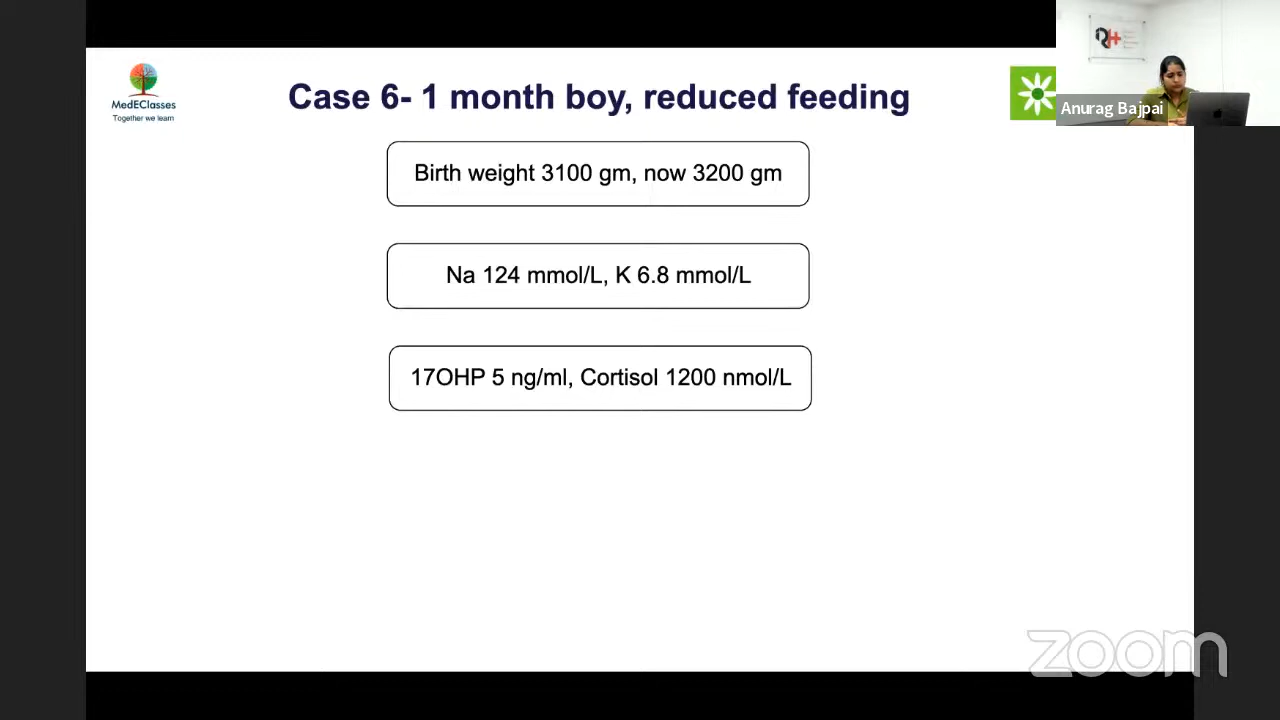 MedEClasses
Together we learn
Case 6- 1 month boy, reduced feeding
Anurag Bajpai
Birth weight 3100 gm, now 3200 gm
Na 124 mmol/L, K 6.8 mmol/L
17OHP 5 ng/ml, Cortisol 1200 nmol/L
zoom